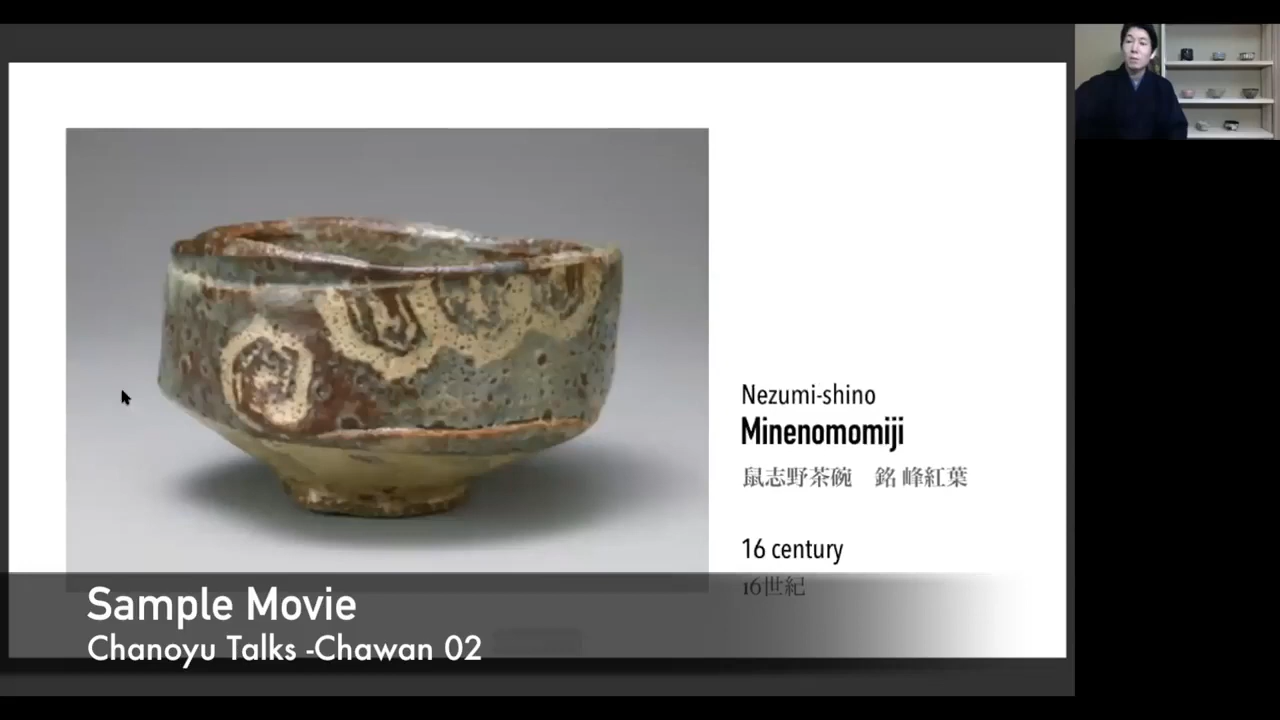 Nezumi-shino
Minenomomiji
鼠志野茶碗　銘 峰紅葉
16 century
16世紀
Sample Movie
Chanoyu Talks -Chawan 02